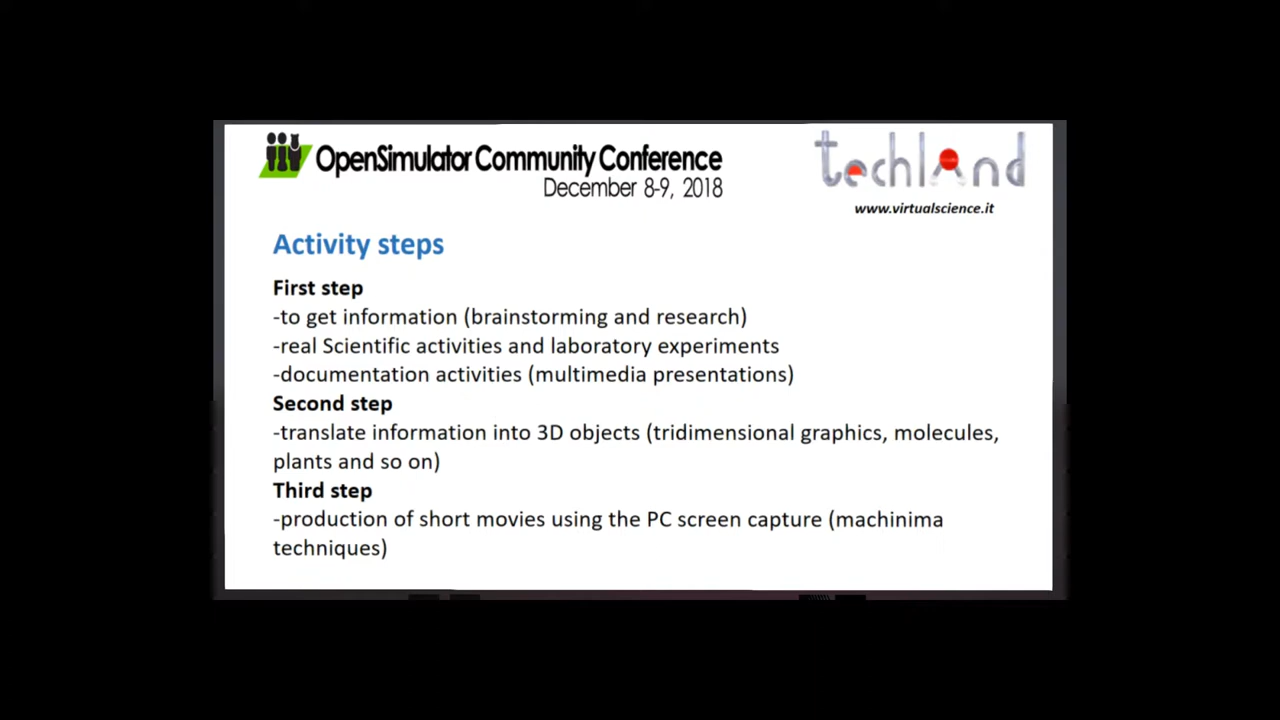 OpenSimulator Community Conference
December 8-9, 2018
techland
www.virtualscience.it
Activity steps
First step
-to get information (brainstorming and research)
-real Scientific activities and laboratory experiments
-documentation activities (multimedia presentations)
Second step
-translate information into 3D objects (tridimensional graphics, molecules,
plants and so on)
Third step
-production of short movies using the PC screen capture (machinima
techniques)